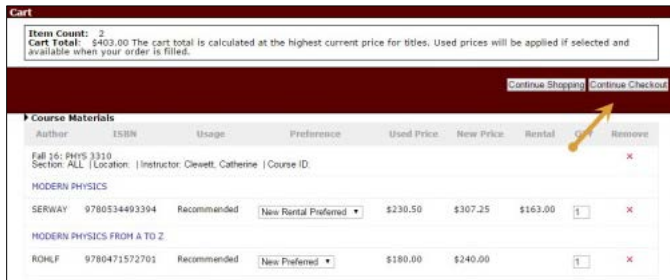 Cart
Item Count: 2
Cart Total: $403.00 The cart total is calculated at the highest current price for titles. Used prices will be applied if selected and
available when your order is filled.
Continue Shopping Continue Checkout
Course Materials
Author ISBN Usage Preference Used Price New Price Rental Remove
Fall 16: PHYS 3310
Section: ALL | Location: | Instructor: Clewett, Catherine | Course ID:
MODERN PHYSICS
SERWAY 9780534493394 Recommended New Rental Preferred $230.50 $307.25 $163.00 1
MODERN PHYSICS FROM A TO Z
ROHLF 9780471572701 Recommended New Preferred $180.00 $240.00 1